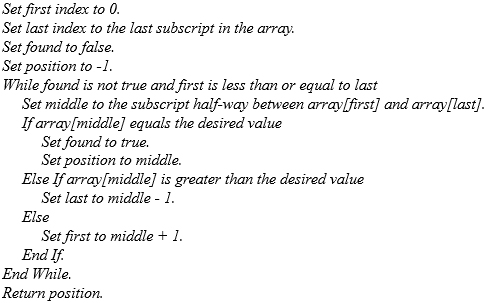 Set first index to 0.
Set last index to the last subscript in the array.
Set found to false.
Set position to -1.
While found is not true and first is less than or equal to last
Set middle to the subscript half-way between array[first] and array[last].
If array[middle] equals the desired value
Set found to true.
Set position to middle.
Else If array[middle] is greater than the desired value
Set last to middle - 1.
Else
Set first to middle + 1.
End If.
End While.
Return position.